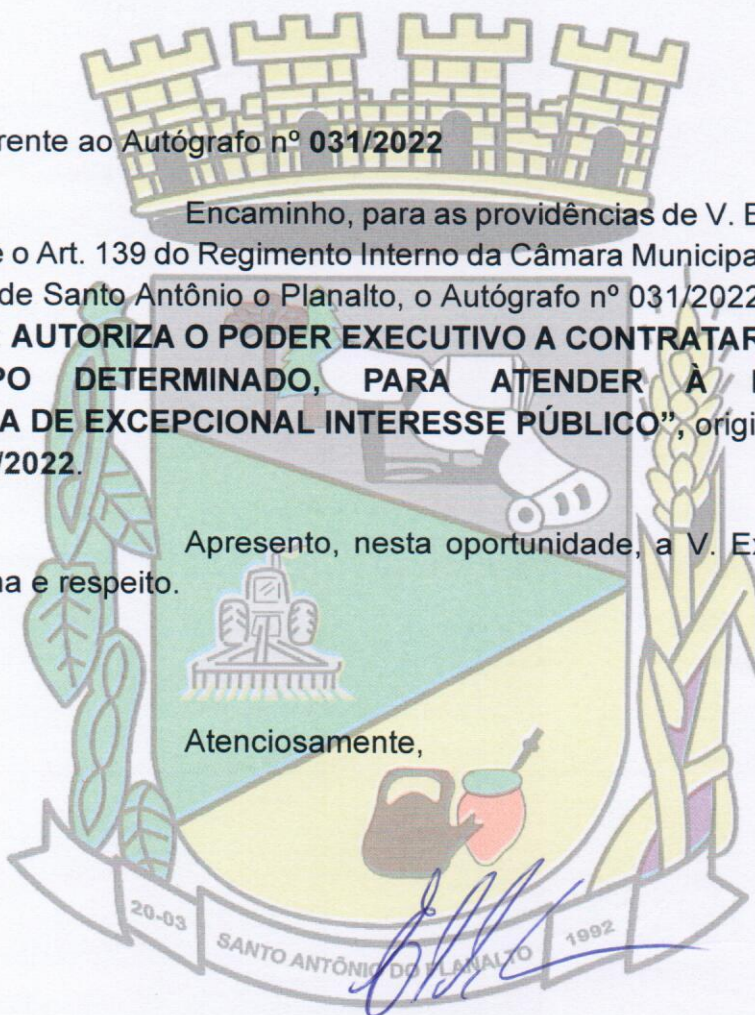 rente ao Autógrafo nº 031/2022
Encaminho, para as providências de V. E
e o Art. 139 do Regimento Interno da Câmara Municipa
de Santo Antônio o Planalto, o Autógrafo nº 031/2022
AUTORIZA O PODER EXECUTIVO A CONTRATAR
PO DETERMINADO, PARA ATENDER À
A DE EXCEPCIONAL INTERESSE PÚBLICO”, origi
/2022.
Apresento, nesta oportunidade, a V. Ex
na e respeito.
Atenciosamente,
20-03 SANTO ANTÔNIO DO PLANALTO 1992